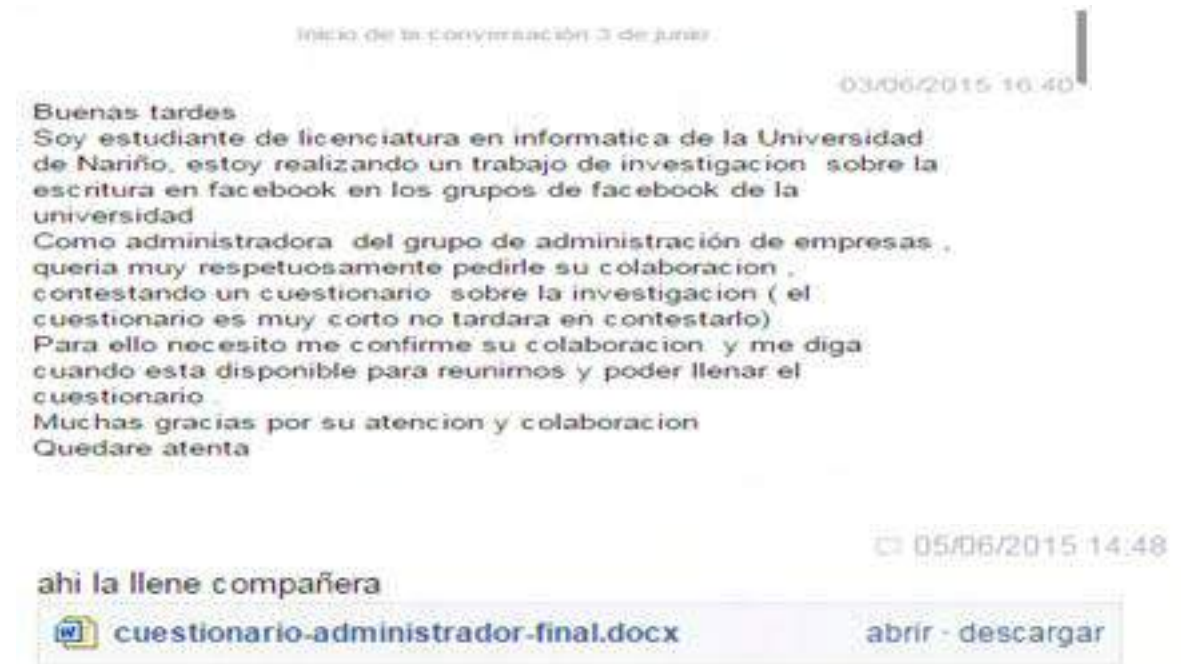 Inicio de la conversación 3 de junio
03/06/2015 16:40
Buenas tardes
Soy estudiante de licenciatura en informatica de la Universidad
de Nariño, estoy realizando un trabajo de investigacion sobre la
escritura en facebook en los grupos de facebook de la
universidad
Como administradora del grupo de administración de empresas ,
queria muy respetuosamente pedirle su colaboracion ,
contestando un cuestionario sobre la investigacion ( el
cuestionario es muy corto no tardara en contestarlo)
Para ello necesito me confirme su colaboracion y me diga
cuando esta disponible para reunirnos y poder llenar el
cuestionario .
Muchas gracias por su atencion y colaboracion
Quedare atenta
05/06/2015 14:48
ahi la llene compañera
cuestionario-administrador-final.docx abrir · descargar